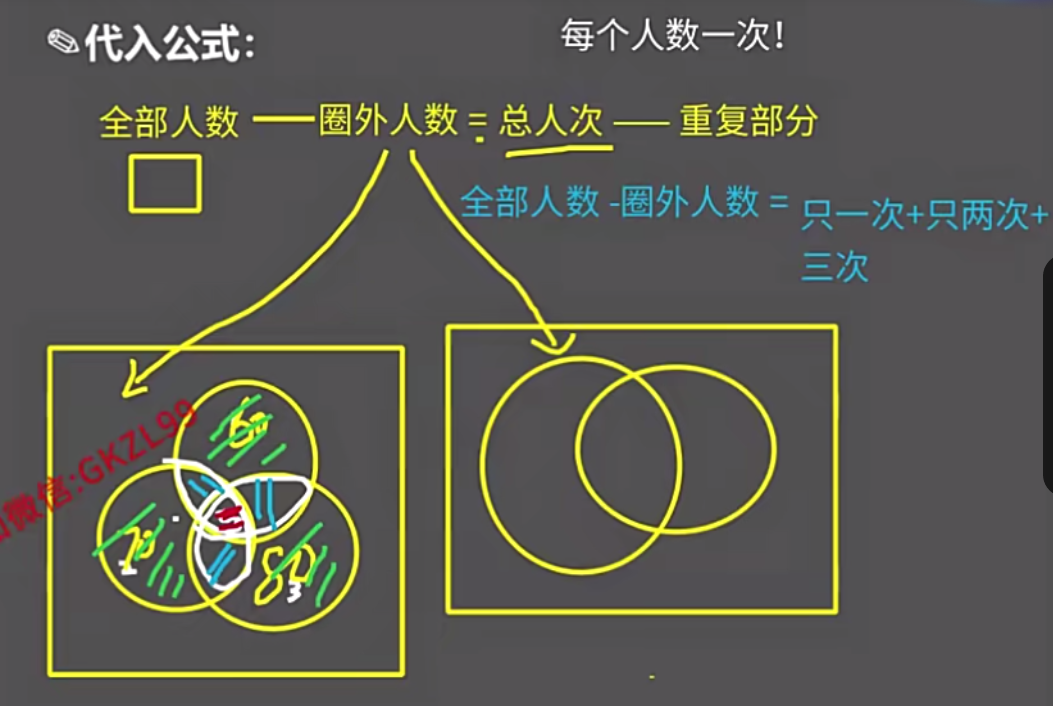 代入公式：
每个人数一次！
全部人数 — 圈外人数 = 总人次 — 重复部分
全部人数 -圈外人数 = 只一次+只两次+
三次
微信:GKZL99
60
80
3